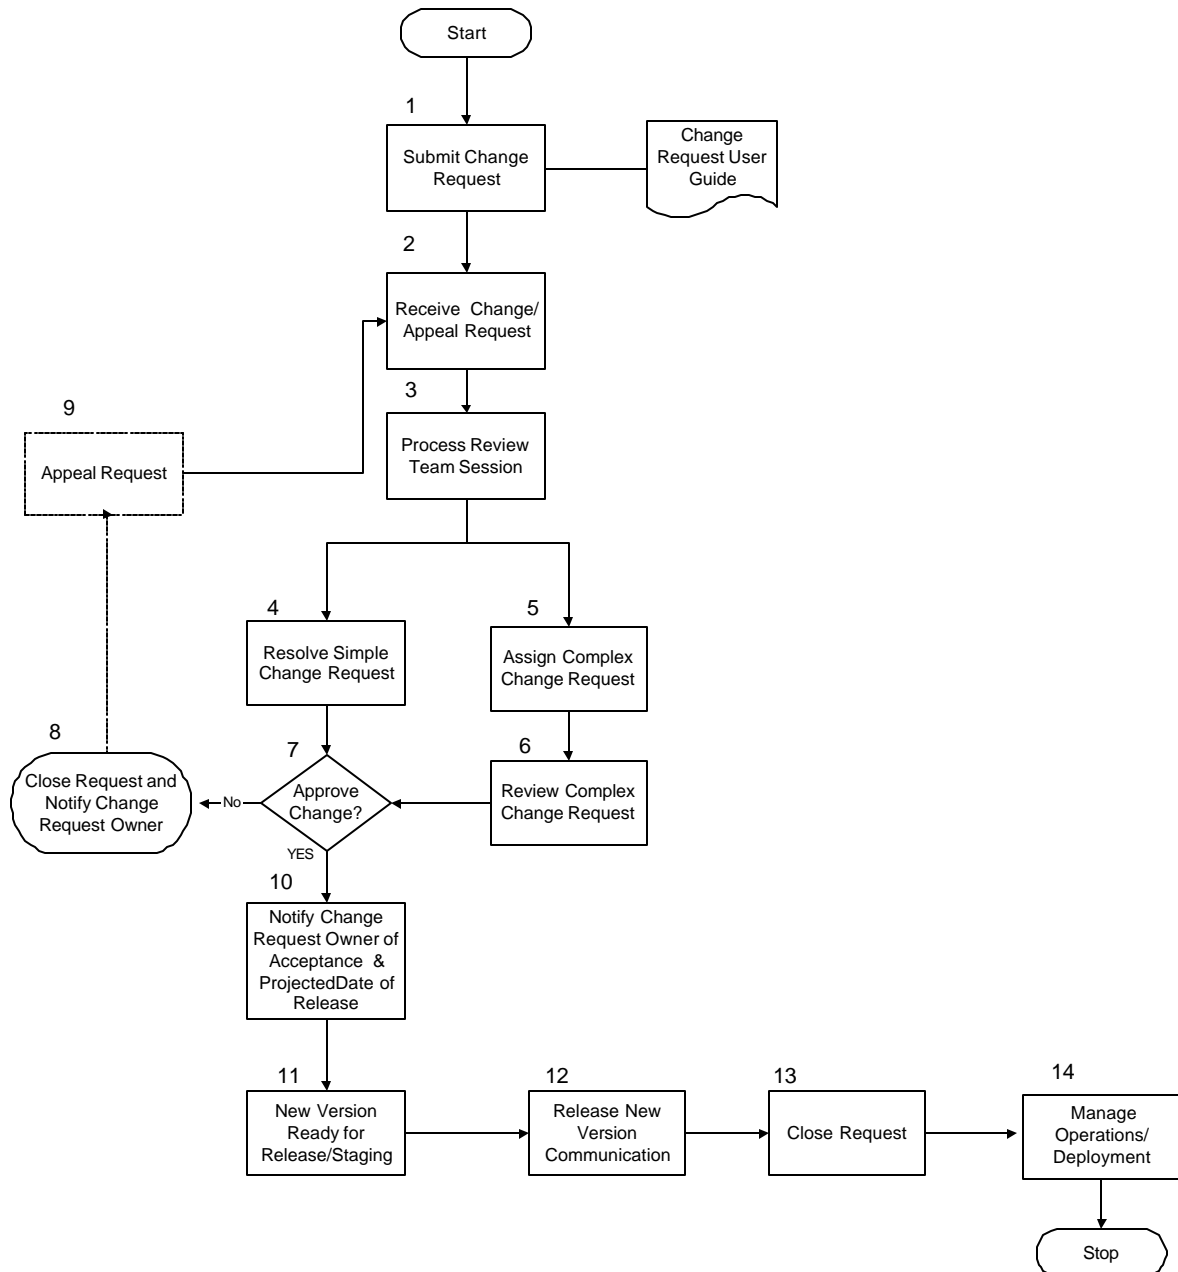 Start
1
Submit Change
Request
Change
Request User
Guide
2
Receive Change/
Appeal Request
3
Process Review
Team Session
9
Appeal Request
4
Resolve Simple
Change Request
5
Assign Complex
Change Request
8
Close Request and
Notify Change
Request Owner
No
7
Approve
Change?
YES
6
Review Complex
Change Request
10
Notify Change
Request Owner of
Acceptance &
ProjectedDate of
Release
11
New Version
Ready for
Release/Staging
12
Release New
Version
Communication
13
Close Request
14
Manage
Operations/
Deployment
Stop